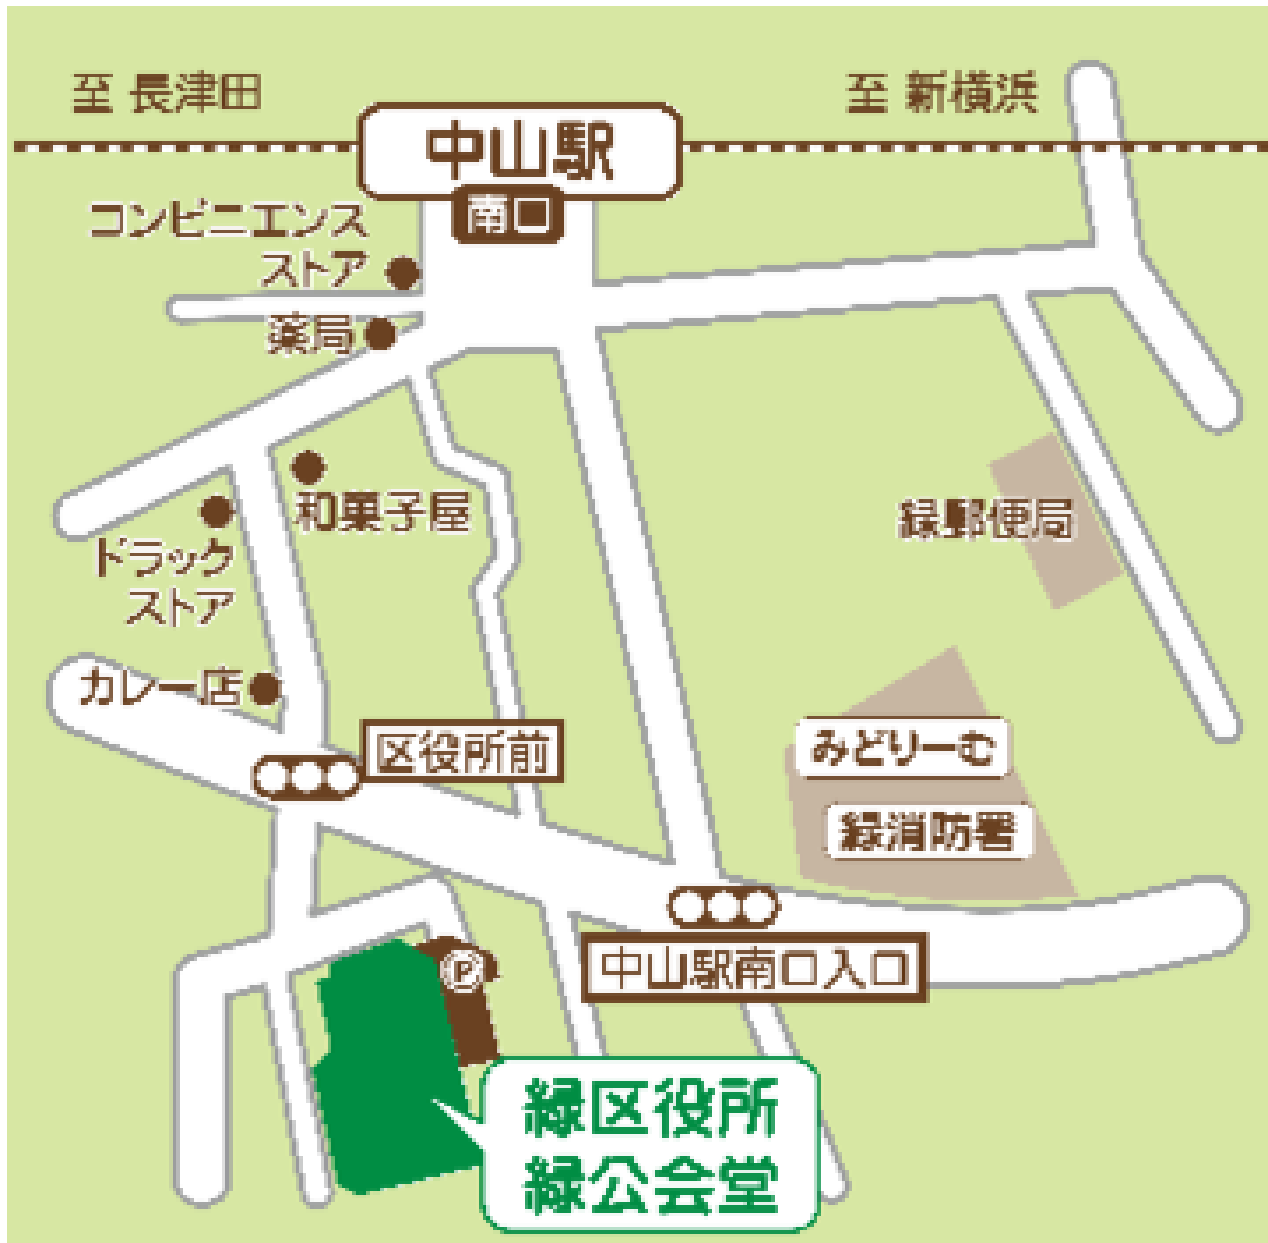 至 長津田
至 新横浜
中山駅
南口
コンビニエンス
ストア
薬局
和菓子屋
緑郵便局
ドラック
ストア
カレー店
区役所前
みどりーむ
緑消防署
中山駅南口入口
P
緑区役所
緑公会堂